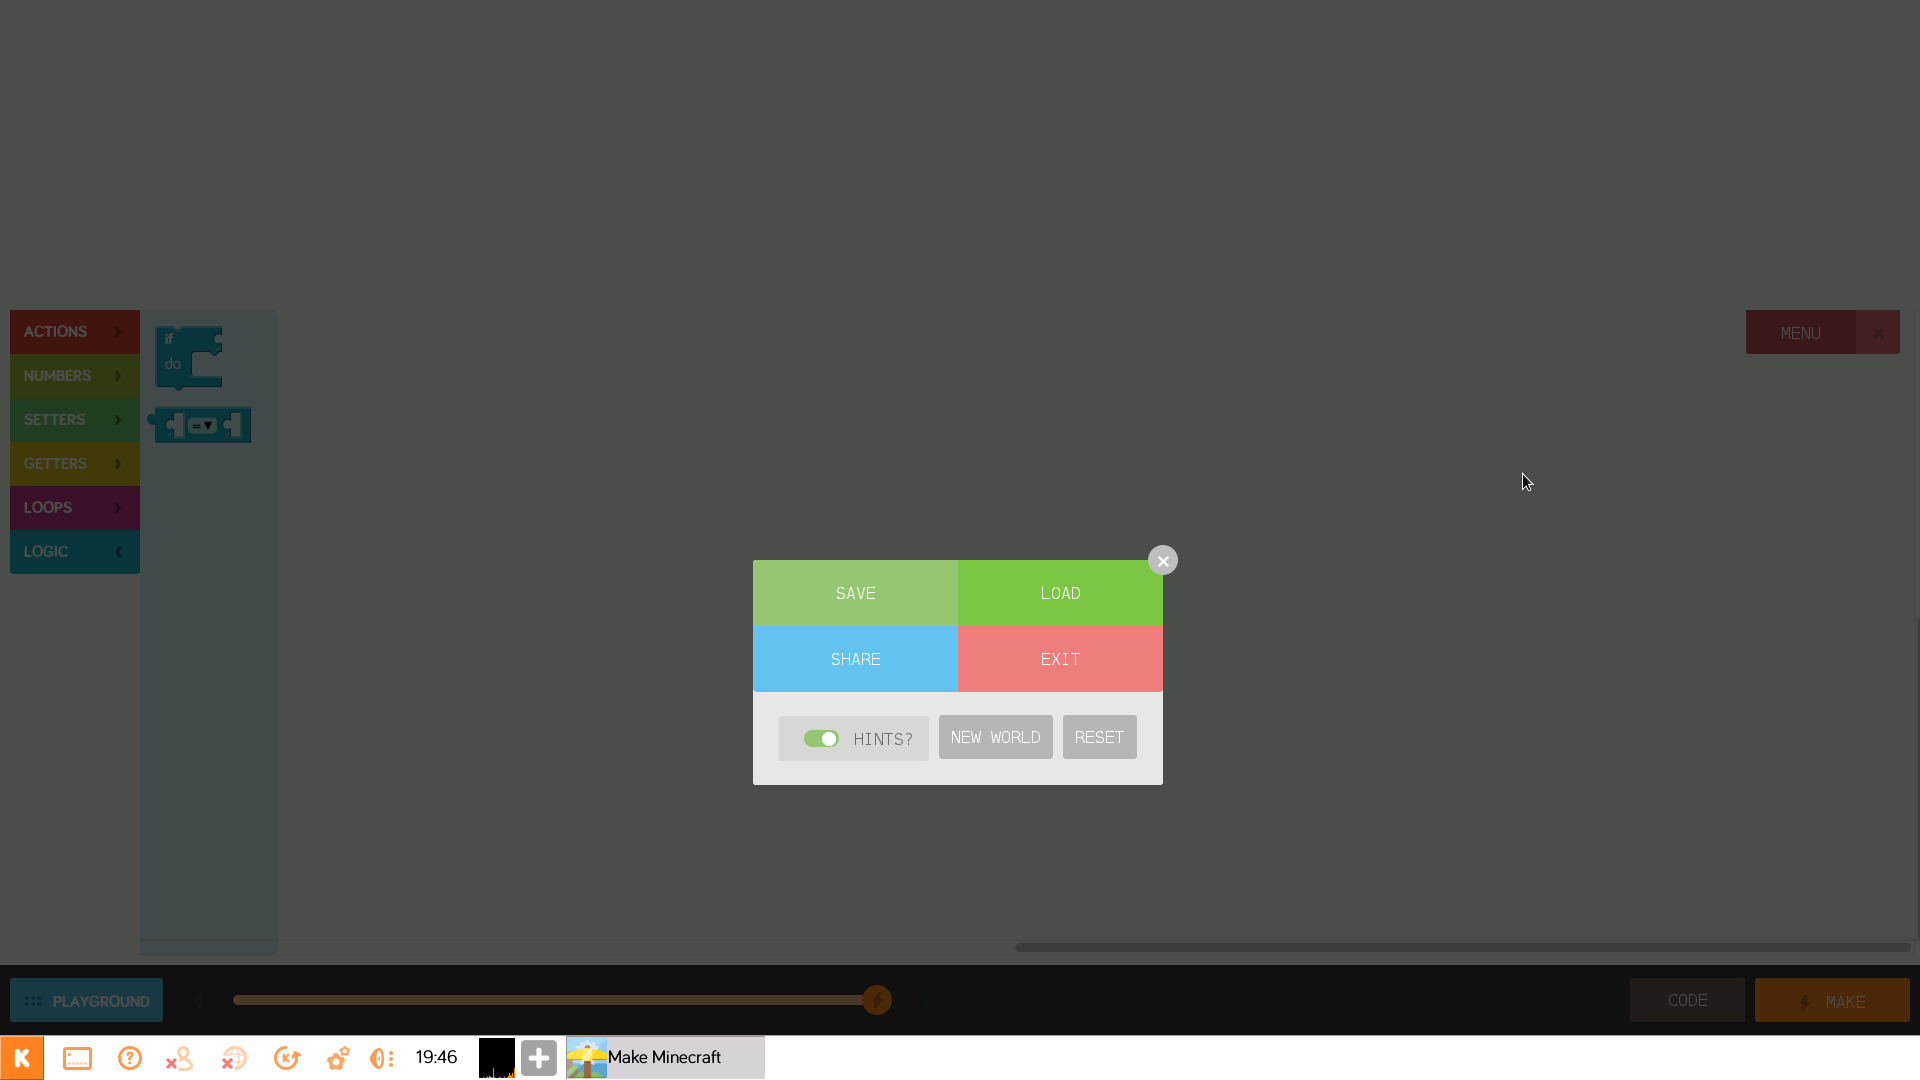 ACTIONS
NUMBERS
SETTERS
GETTERS
LOOPS
LOGIC
if
do
= ▼
MENU ×
SAVE
LOAD
SHARE
EXIT
HINTS?
NEW WORLD
RESET
PLAYGROUND
CODE
MAKE
K
?
K
19:46
Make Minecraft